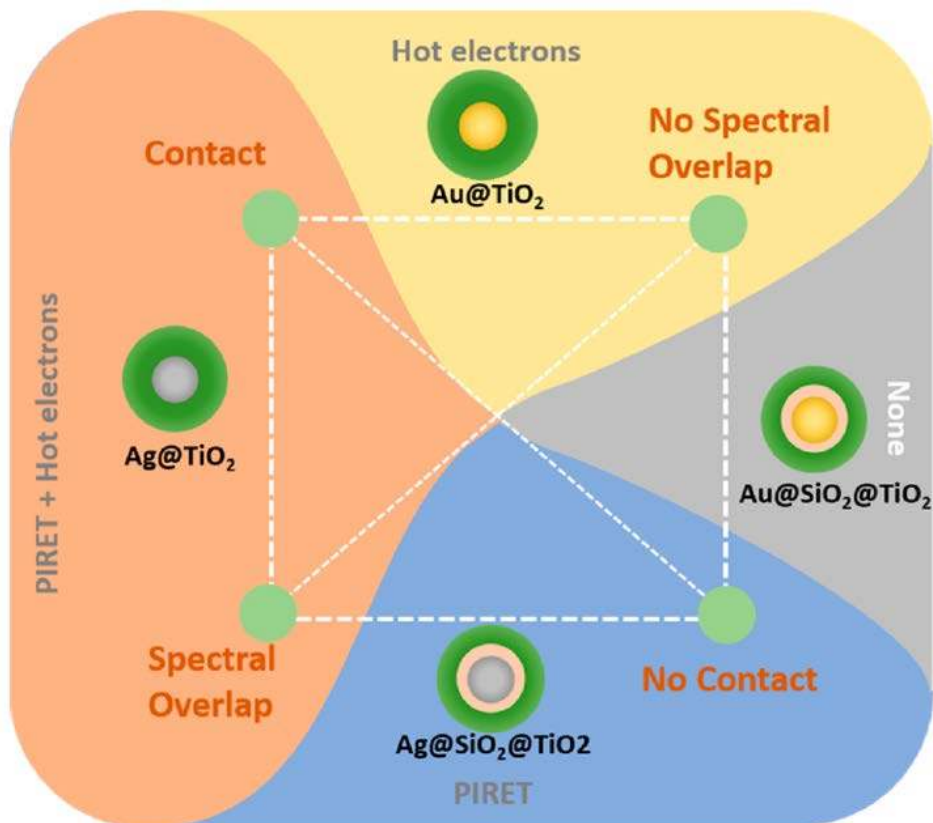 Hot electrons
Contact
No Spectral
Overlap
Au@TiO₂
PIRET + Hot electrons
Ag@TiO₂
None
Au@SiO₂@TiO₂
Spectral
Overlap
No Contact
Ag@SiO₂@TiO2
PIRET